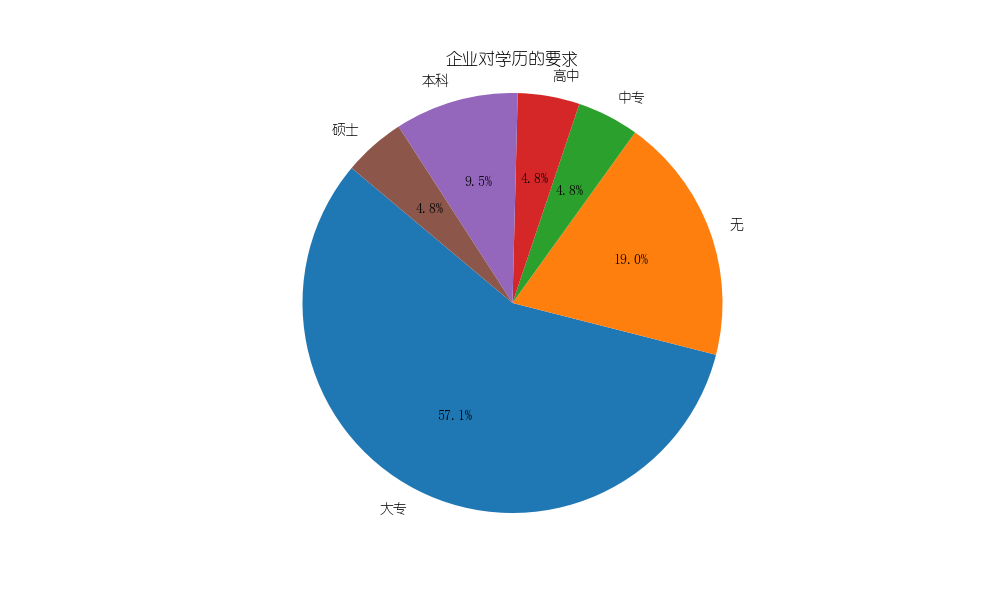 企业对学历的要求
高中
本科
中专
硕士
4.8%
9.5%
4.8%
4.8%
无
19.0%
57.1%
大专